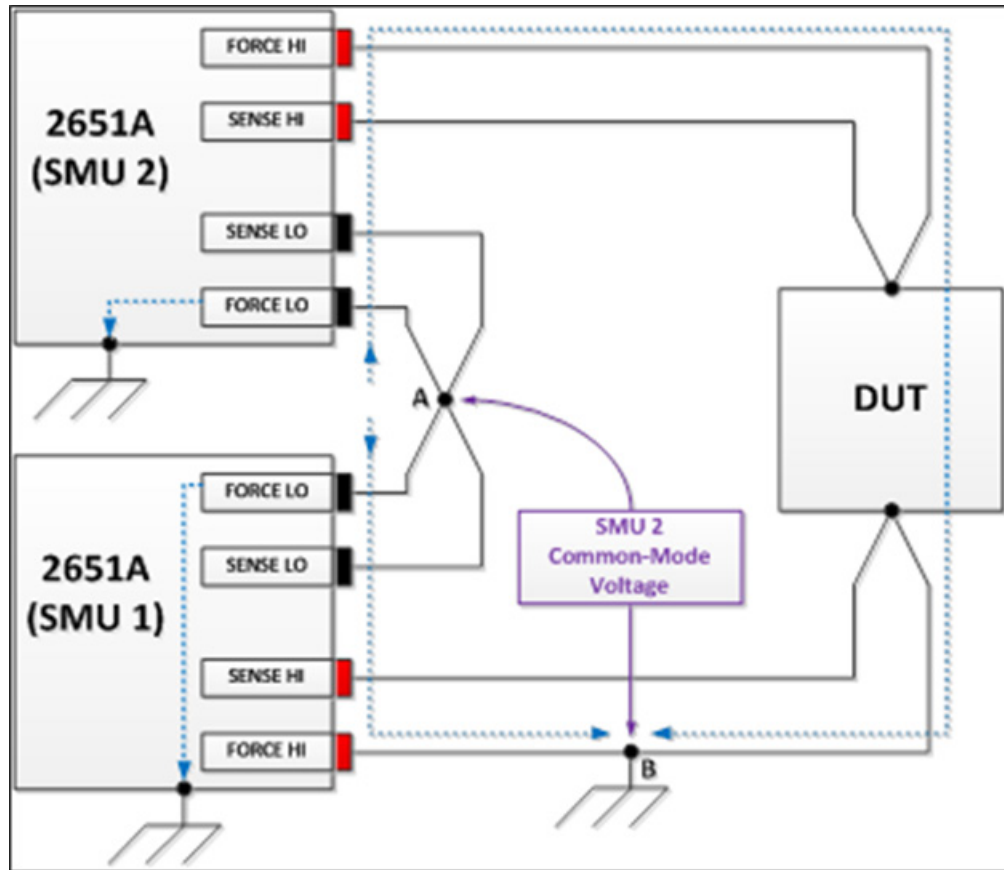 FORCE HI
2651A
(SMU 2)
SENSE HI
SENSE LO
FORCE LO
A
DUT
FORCE LO
SMU 2
Common-Mode
Voltage
2651A
(SMU 1)
SENSE LO
SENSE HI
FORCE HI
B